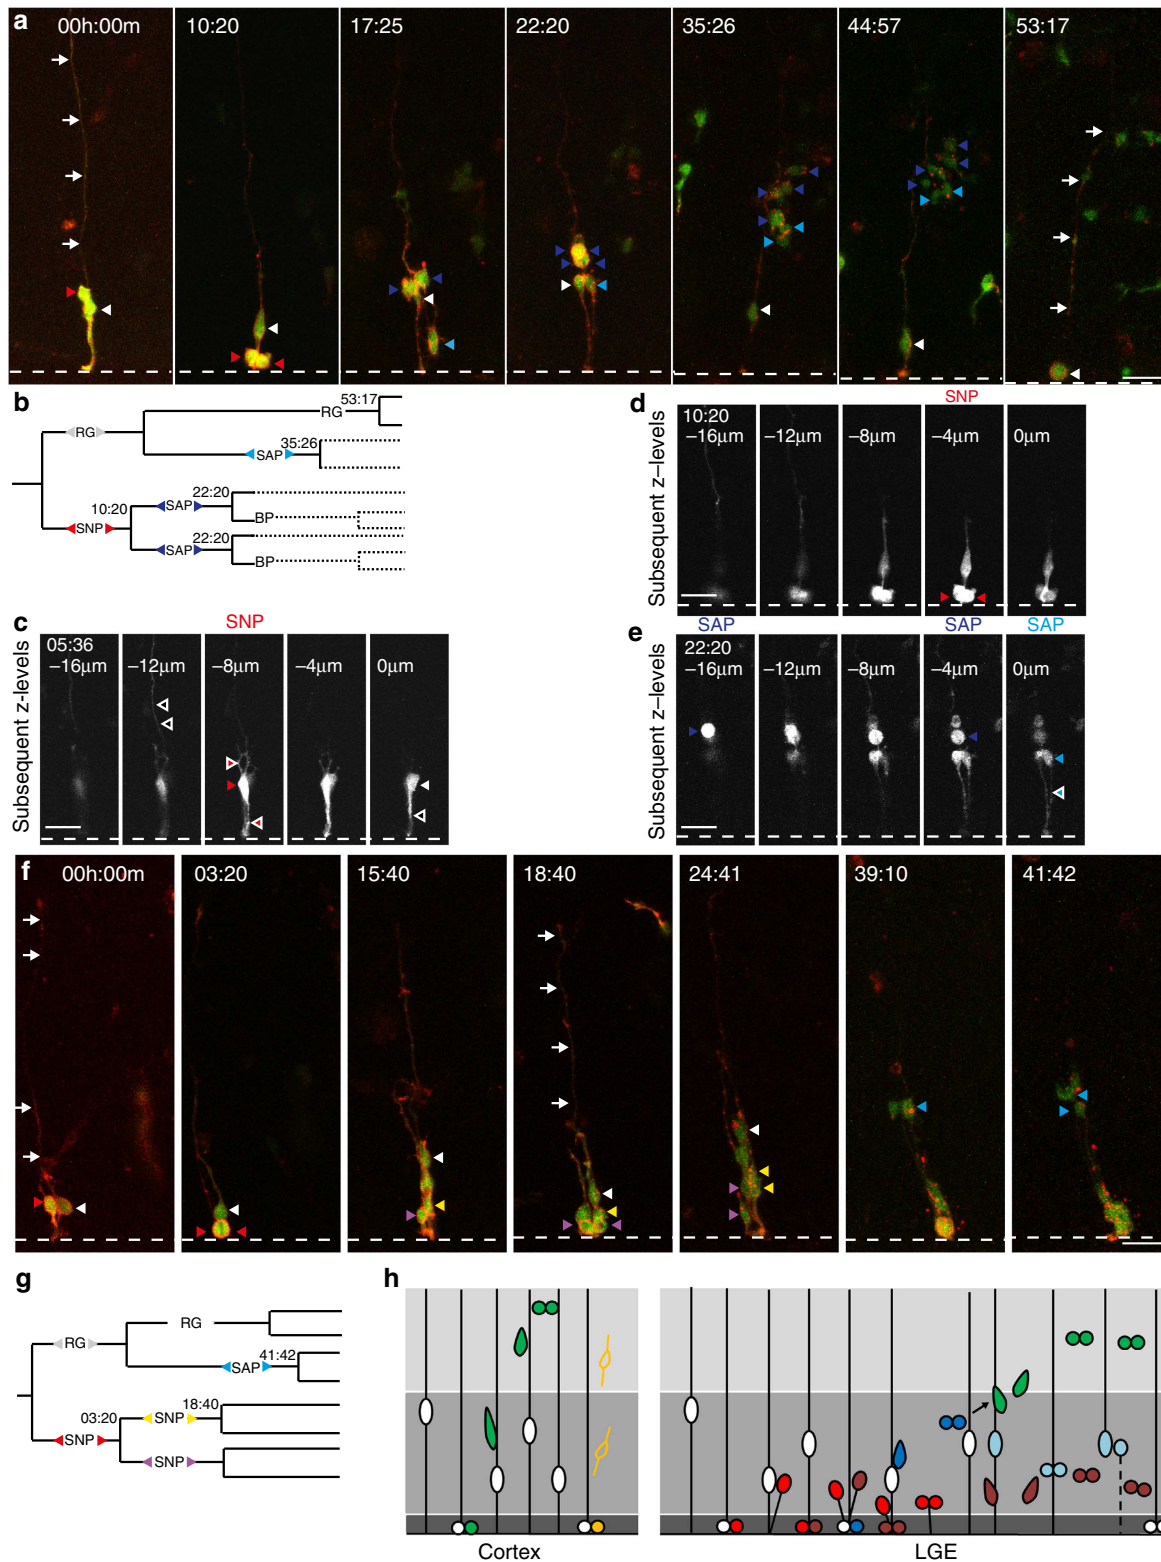 a
00h:00m
10:20
17:25
22:20
35:26
44:57
53:17
b
RG
SAP
35:26
RG
53:17
10:20
SNP
22:20
SAP
BP
22:20
SAP
BP
c
SNP
Subsequent z-levels
05:36
–16μm
–12μm
–8μm
–4μm
0μm
d
SNP
Subsequent z–levels
10:20
–16μm
–12μm
–8μm
–4μm
0μm
e
SAP
SAP
SAP
Subsequent z–levels
22:20
–16μm
–12μm
–8μm
–4μm
0μm
f
00h:00m
03:20
15:40
18:40
24:41
39:10
41:42
g
RG
RG
41:42
SAP
18:40
03:20
SNP
SNP
SNP
h
Cortex
LGE